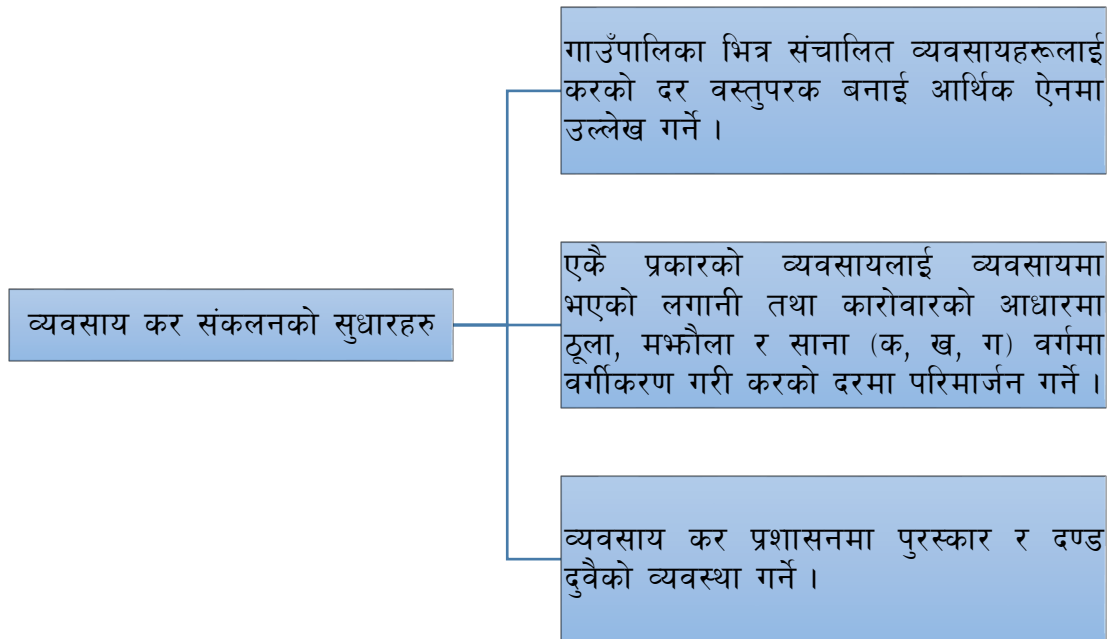 व्यवसाय कर संकलनको सुधारहरु
गाउँपालिका भित्र संचालित व्यवसायहरूलाई
करको दर वस्तुपरक बनाई आर्थिक ऐनमा
उल्लेख गर्ने ।
एकै प्रकारको व्यवसायलाई व्यवसायमा
भएको लगानी तथा कारोवारको आधारमा
ठूला, मझौला र साना (क, ख, ग) वर्गमा
वर्गीकरण गरी करको दरमा परिमार्जन गर्ने ।
व्यवसाय कर प्रशासनमा पुरस्कार र दण्ड
दुवैको व्यवस्था गर्ने ।